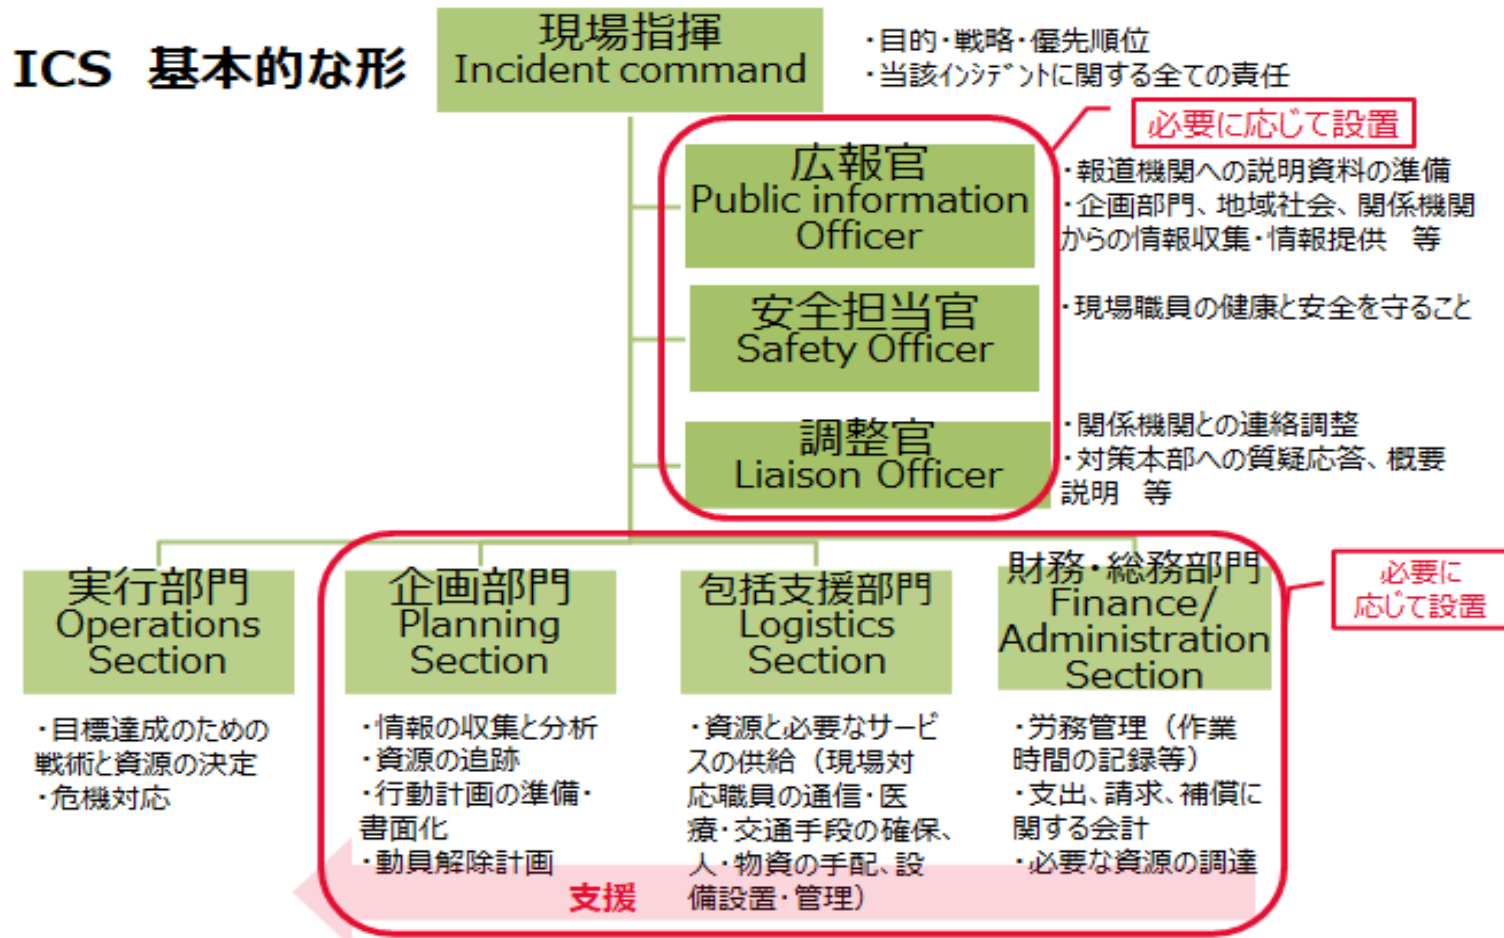 ICS 基本的な形
現場指揮
Incident command
・目的・戦略・優先順位
・当該ｲﾝｼﾃﾞﾝﾄに関する全ての責任
必要に応じて設置
広報官
Public information
Officer
・報道機関への説明資料の準備
・企画部門、地域社会、関係機関
からの情報収集・情報提供　等
安全担当官
Safety Officer
・現場職員の健康と安全を守ること
調整官
Liaison Officer
・関係機関との連絡調整
・対策本部への質疑応答、概要
説明　等
実行部門
Operations
Section
・目標達成のための
戦術と資源の決定
・危機対応
企画部門
Planning
Section
・情報の収集と分析
・資源の追跡
・行動計画の準備・
書面化
・動員解除計画
包括支援部門
Logistics
Section
・資源と必要なサービ
スの供給（現場対
応職員の通信・医
療・交通手段の確保、
人・物資の手配、設
備設置・管理）
財務・総務部門
Finance/
Administration
Section
・労務管理（作業
時間の記録等）
・支出、請求、補償に
関する会計
・必要な資源の調達
必要に
応じて設置
支援